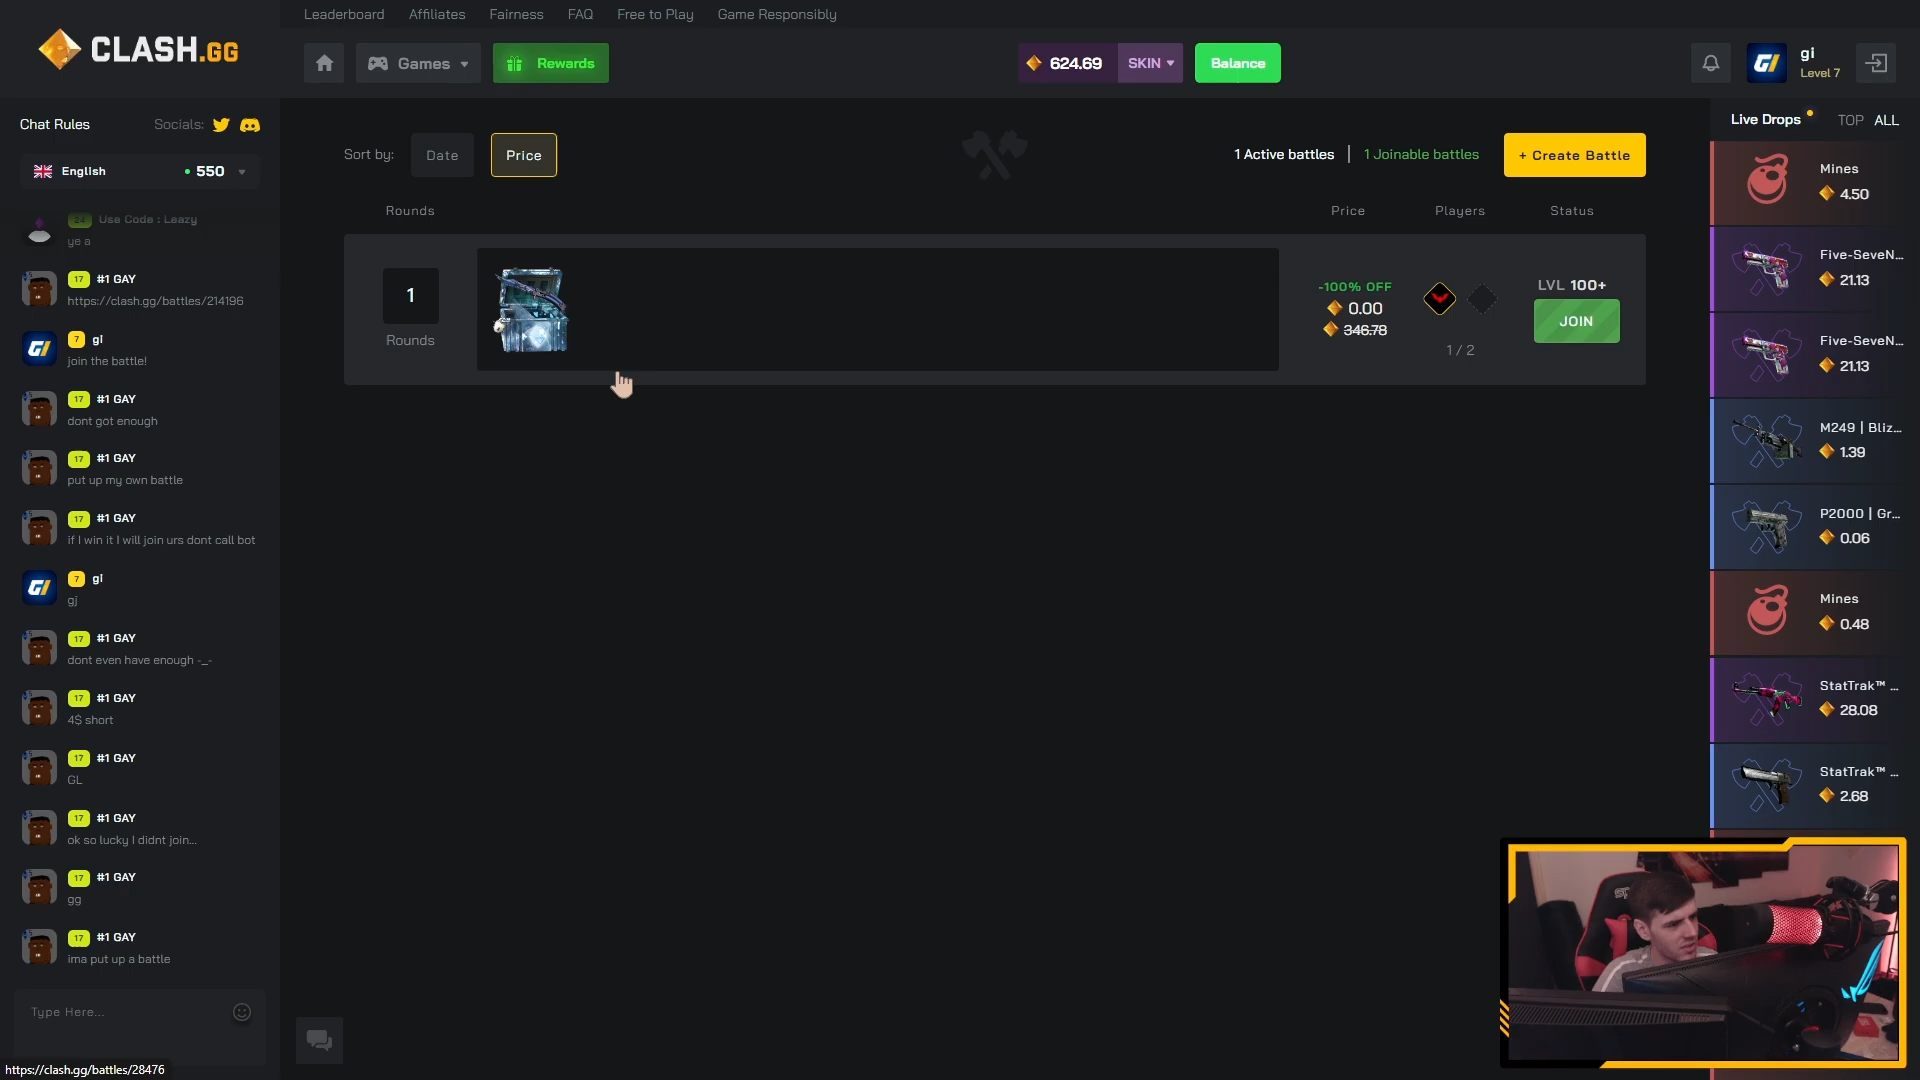 Leaderboard Affiliates Fairness FAQ Free to Play Game Responsibly
CLASH.GG
Games
Rewards
624.69 SKIN
Balance
gi
Level 7
Chat Rules
Socials:
English
550
24 Use Code : Leazy
ye a
17 #1 GAY
https://clash.gg/battles/214196
7 gi
join the battle!
17 #1 GAY
dont got enough
17 #1 GAY
put up my own battle
17 #1 GAY
if I win it I will join urs dont call bot
7 gi
gj
17 #1 GAY
dont even have enough -_-
17 #1 GAY
4$ short
17 #1 GAY
GL
17 #1 GAY
ok so lucky I didnt join...
17 #1 GAY
gg
17 #1 GAY
ima put up a battle
Type Here...
https://clash.gg/battles/28476
Sort by: Date Price
1 Active battles | 1 Joinable battles
+ Create Battle
Rounds Price Players Status
1
Rounds
-100% OFF
0.00
346.78
1 / 2
LVL 100+
JOIN
Live Drops TOP ALL
Mines
4.50
Five-SeveN...
21.13
Five-SeveN...
21.13
M249 | Bliz...
1.39
P2000 | Gr...
0.06
Mines
0.48
StatTrak™ ...
28.08
StatTrak™ ...
2.68